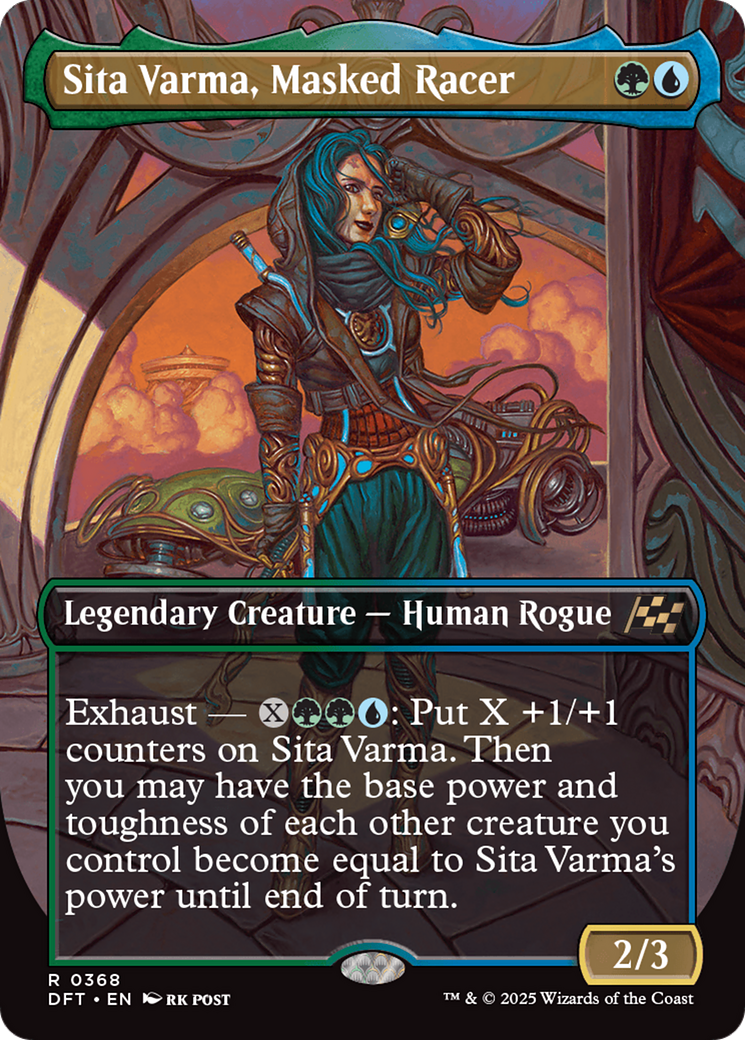 Sita Varma, Masked Racer
Legendary Creature — Human Rogue
Exhaust — X: Put X +1/+1
counters on Sita Varma. Then
you may have the base power and
toughness of each other creature you
control become equal to Sita Varma's
power until end of turn.
2/3
R 0368
DFT • EN RK POST
™ & © 2025 Wizards of the Coast